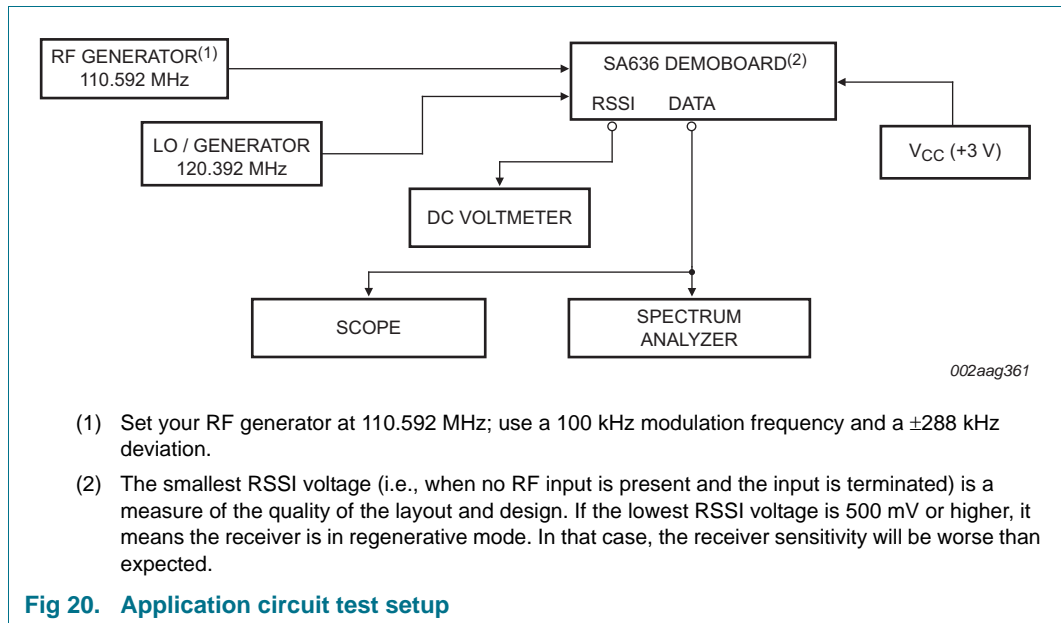 RF GENERATOR(1)
110.592 MHz
SA636 DEMOBOARD(2)
RSSI DATA
LO / GENERATOR
120.392 MHz
VCC (+3 V)
DC VOLTMETER
SCOPE
SPECTRUM
ANALYZER
002aag361
(1) Set your RF generator at 110.592 MHz; use a 100 kHz modulation frequency and a ±288 kHz
deviation.
(2) The smallest RSSI voltage (i.e., when no RF input is present and the input is terminated) is a
measure of the quality of the layout and design. If the lowest RSSI voltage is 500 mV or higher, it
means the receiver is in regenerative mode. In that case, the receiver sensitivity will be worse than
expected.
Fig 20. Application circuit test setup